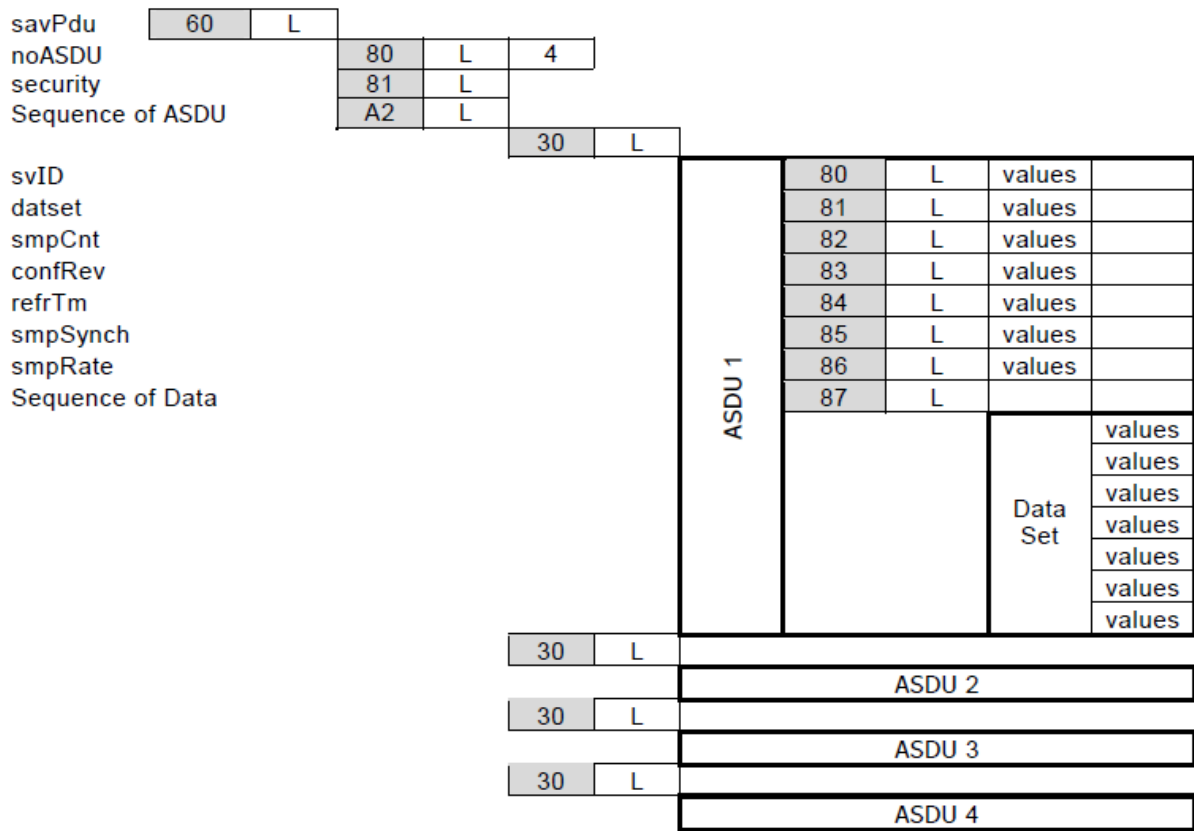 savPdu 60 L
noASDU 80 L 4
security 81 L
Sequence of ASDU A2 L
30 L
svID 80 L values
datset 81 L values
smpCnt 82 L values
confRev 83 L values
refrTm 84 L values
smpSynch 85 L values
smpRate 86 L values
Sequence of Data 87 L
ASDU 1
Data
Set
values
values
values
values
values
values
values
30 L
ASDU 2
30 L
ASDU 3
30 L
ASDU 4